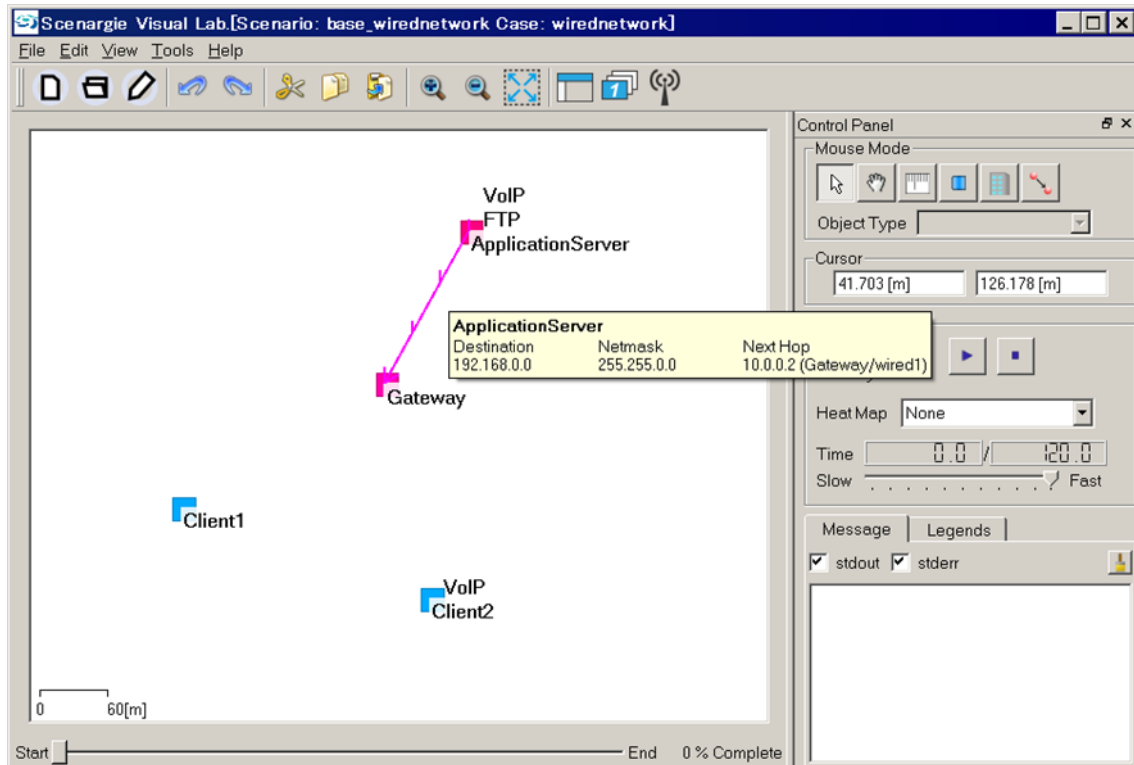 Scenargie Visual Lab.[Scenario: base_wirednetwork Case: wirednetwork]
File Edit View Tools Help
1
Control Panel
Mouse Mode
Object Type
Cursor
41.703 [m] 126.178 [m]
VoIP
FTP
ApplicationServer
ApplicationServer
Destination Netmask Next Hop
192.168.0.0 255.255.0.0 10.0.0.2 (Gateway/wired1)
Gateway
Heat Map None
Time 0.0 / 120.0
Slow Fast
Client1
Message Legends
stdout stderr
VoIP
Client2
0 60[m]
Start End 0 % Complete